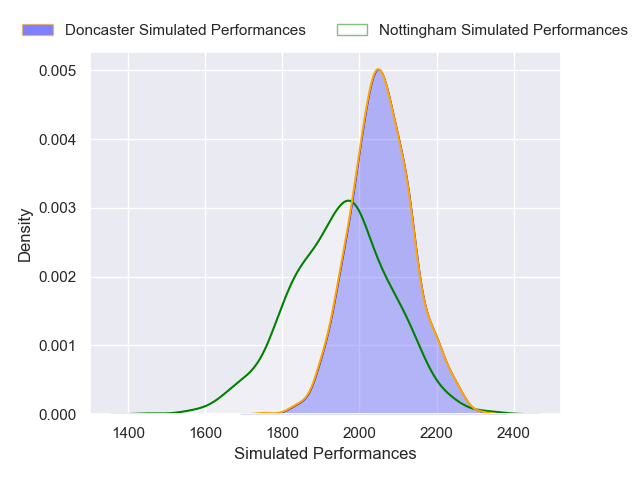 Doncaster Simulated Performances
Nottingham Simulated Performances
0.005
0.004
0.003
0.002
0.001
0.000
Density
1400 1600 1800 2000 2200 2400
Simulated Performances